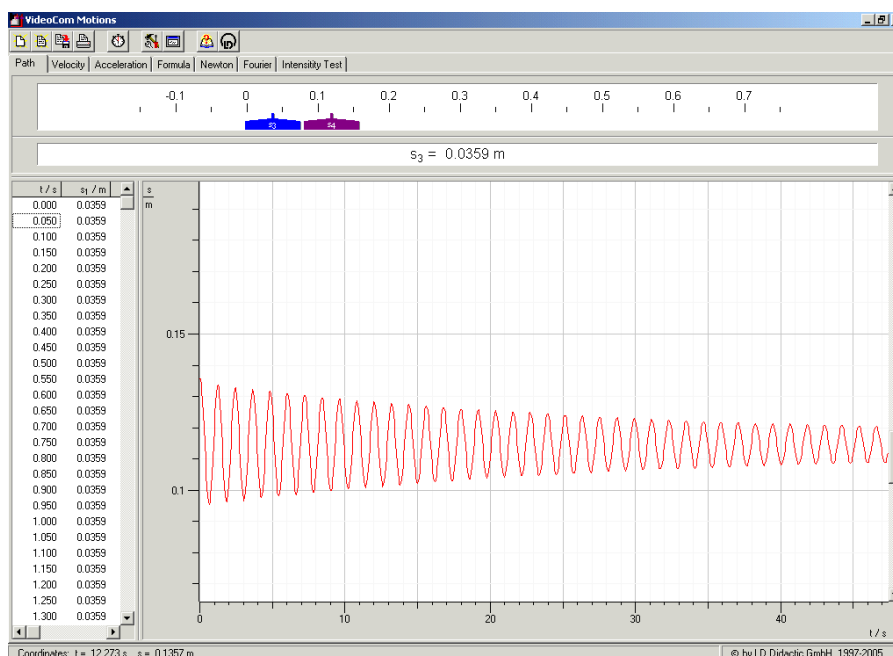 VideoCom Motions
Path Velocity Acceleration Formula Newton Fourier Intensitity Test
-0.1 0 0.1 0.2 0.3 0.4 0.5 0.6 0.7
s3 s4
s₃ = 0.0359 m
t / s s₁ / m
0.000 0.0359
0.050 0.0359
0.100 0.0359
0.150 0.0359
0.200 0.0359
0.250 0.0359
0.300 0.0359
0.350 0.0359
0.400 0.0359
0.450 0.0359
0.500 0.0359
0.550 0.0359
0.600 0.0359
0.650 0.0359
0.700 0.0359
0.750 0.0359
0.800 0.0359
0.850 0.0359
0.900 0.0359
0.950 0.0359
1.000 0.0359
1.050 0.0359
1.100 0.0359
1.150 0.0359
1.200 0.0359
1.250 0.0359
1.300 0.0359
s
m
0.15
0.1
0 10 20 30 40
t / s
Coordinates: t = 12.273 s s = 0.1357 m © by LD Didactic GmbH, 1997-2005